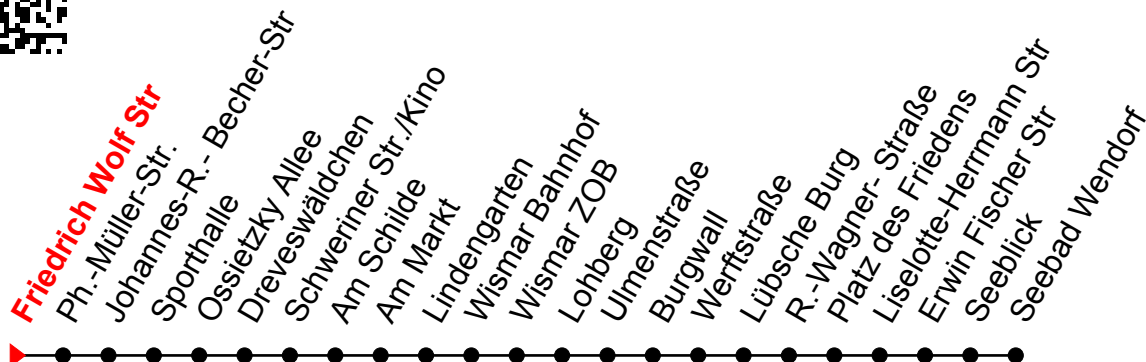 Friedrich Wolf Str
Ph.-Müller-Str.
Johannes-R.- Becher-Str
Sporthalle
Ossietzky Allee
Dreveswäldchen
Schweriner Str./Kino
Am Schilde
Am Markt
Lindengarten
Wismar Bahnhof
Wismar ZOB
Lohberg
Ulmenstraße
Burgwall
Werftstraße
Lübsche Burg
R.-Wagner- Straße
Platz des Friedens
Liselotte-Herrmann Str
Erwin Fischer Str
Seeblick
Seebad Wendorf